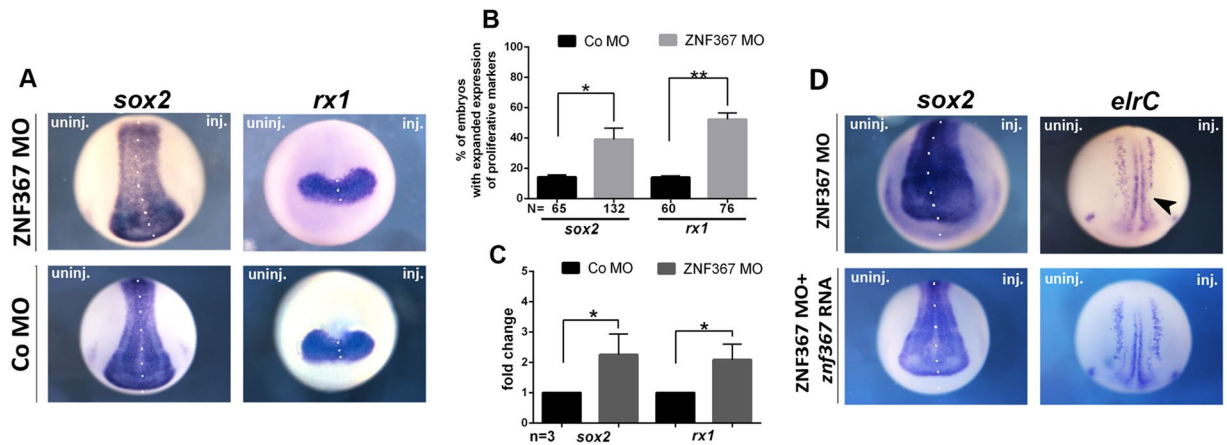 A
sox2
rx1
ZNF367 MO
uninj.
inj.
uninj.
inj.
Co MO
uninj.
inj.
uninj.
inj.
B
Co MO
ZNF367 MO
% of embryos
with expanded expression
of proliferative markers
100
80
60
40
20
0
*
**
N= 65 132 60 76
sox2 rx1
C
Co MO
ZNF367 MO
fold change
5
4
3
2
1
0
*
*
n=3 sox2 rx1
D
sox2
elrC
ZNF367 MO
uninj.
inj.
uninj.
inj.
ZNF367 MO+
znf367 RNA
uninj.
inj.
uninj.
inj.